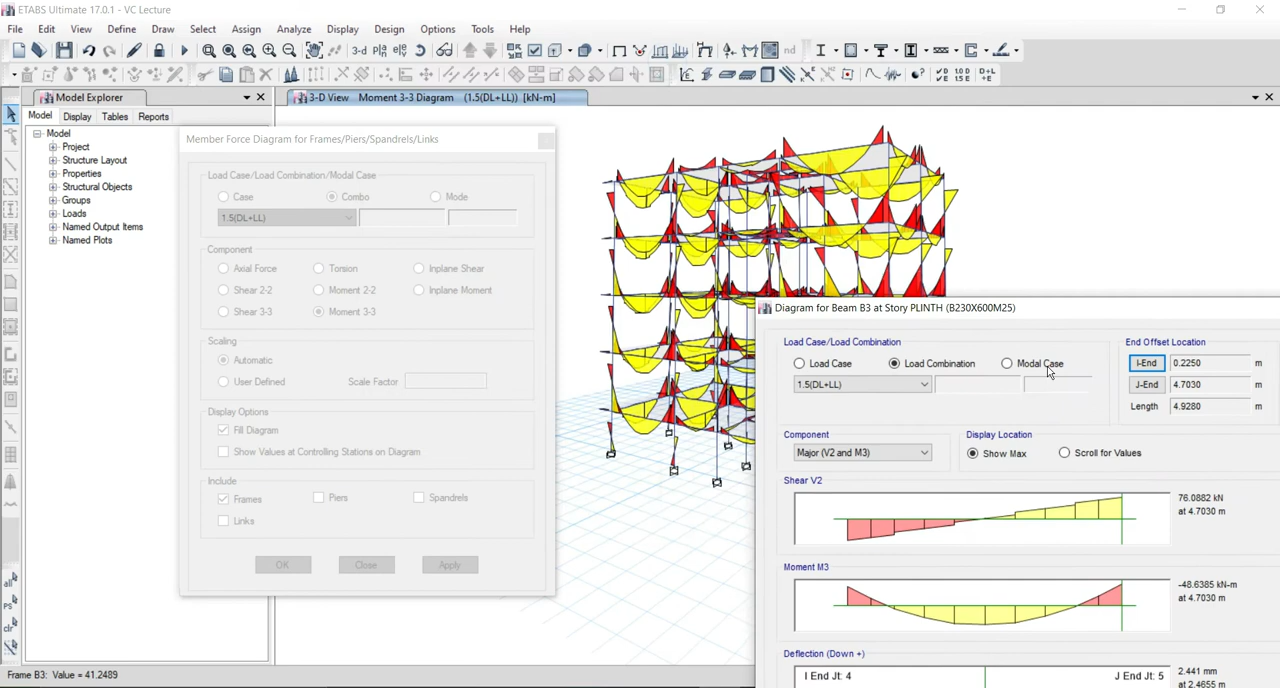 ETABS Ultimate 17.0.1 - VC Lecture
File Edit View Define Draw Select Assign Analyze Display Design Options Tools Help
3-d nd
Model Explorer
3-D View Moment 3-3 Diagram (1.5(DL+LL)) [kN-m]
Model Display Tables Reports
Model
Project
Structure Layout
Properties
Structural Objects
Groups
Loads
Named Output Items
Named Plots
all
PS
clr
Member Force Diagram for Frames/Piers/Spandrels/Links
Load Case/Load Combination/Modal Case
Case Combo Mode
1.5(DL+LL)
Component
Axial Force Torsion Inplane Shear
Shear 2-2 Moment 2-2 Inplane Moment
Shear 3-3 Moment 3-3
Scaling
Automatic
User Defined Scale Factor
Display Options
Fill Diagram
Show Values at Controlling Stations on Diagram
Include
Frames Piers Spandrels
Links
OK Close Apply
Diagram for Beam B3 at Story PLINTH (B230X600M25)
Load Case/Load Combination
Load Case Load Combination Modal Case
1.5(DL+LL)
End Offset Location
I-End 0.2250 m
J-End 4.7030 m
Length 4.9280 m
Component
Major (V2 and M3)
Display Location
Show Max Scroll for Values
Shear V2
76.0882 kN
at 4.7030 m
Moment M3
-48.6385 kN-m
at 4.7030 m
Deflection (Down +)
I End Jt: 4 J End Jt: 5
2.441 mm
at 2.4655 m
Frame B3: Value = 41.2489